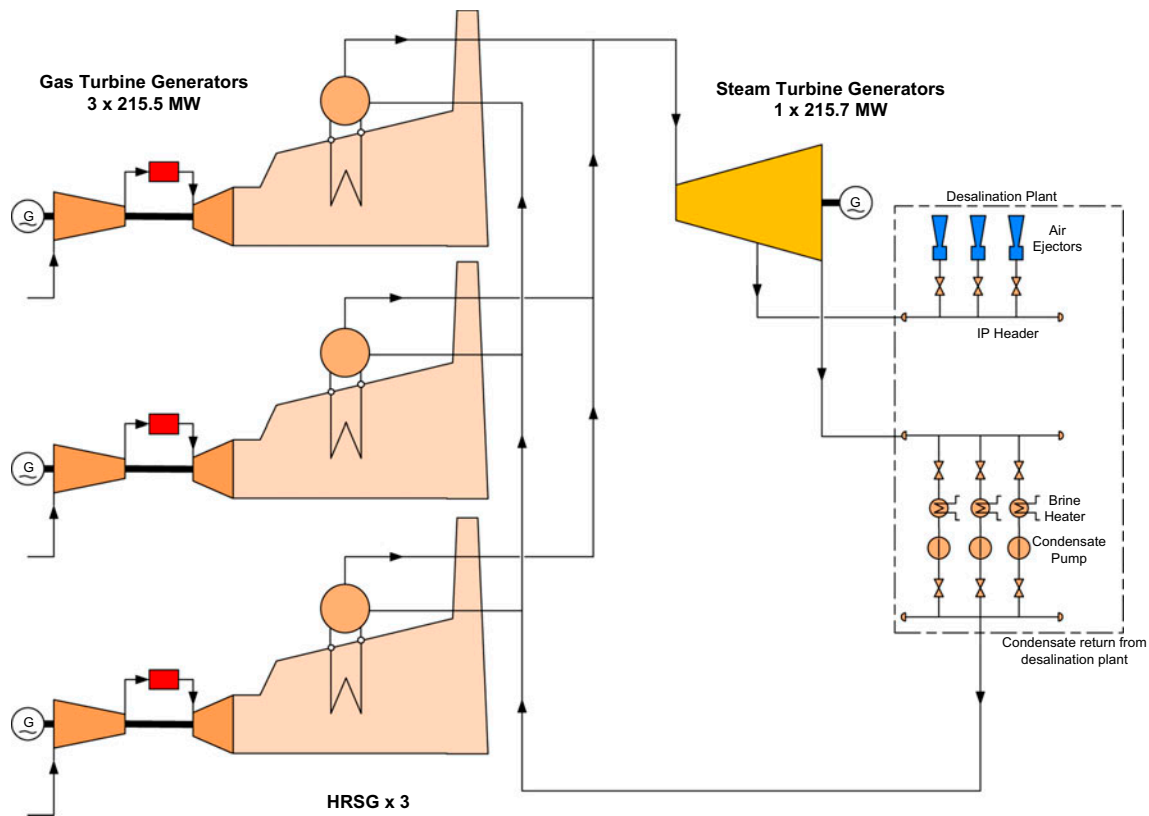 Gas Turbine Generators
3 x 215.5 MW
Steam Turbine Generators
1 x 215.7 MW
G
G
Desalination Plant
Air
Ejectors
IP Header
G
Brine
Heater
Condensate
Pump
Condensate return from
desalination plant
G
HRSG x 3